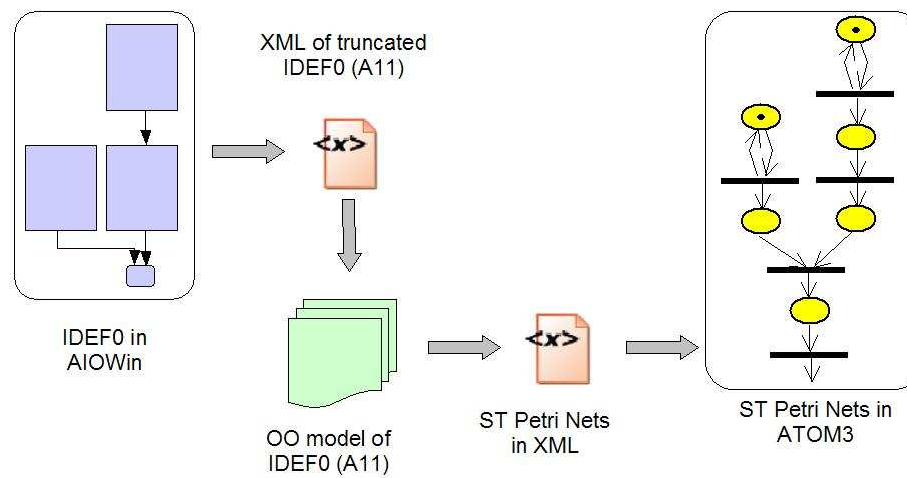 XML of truncated
IDEF0 (A11)
<x>
IDEF0 in
AIOWin
OO model of
IDEF0 (A11)
<x>
ST Petri Nets
in XML
ST Petri Nets in
ATOM3